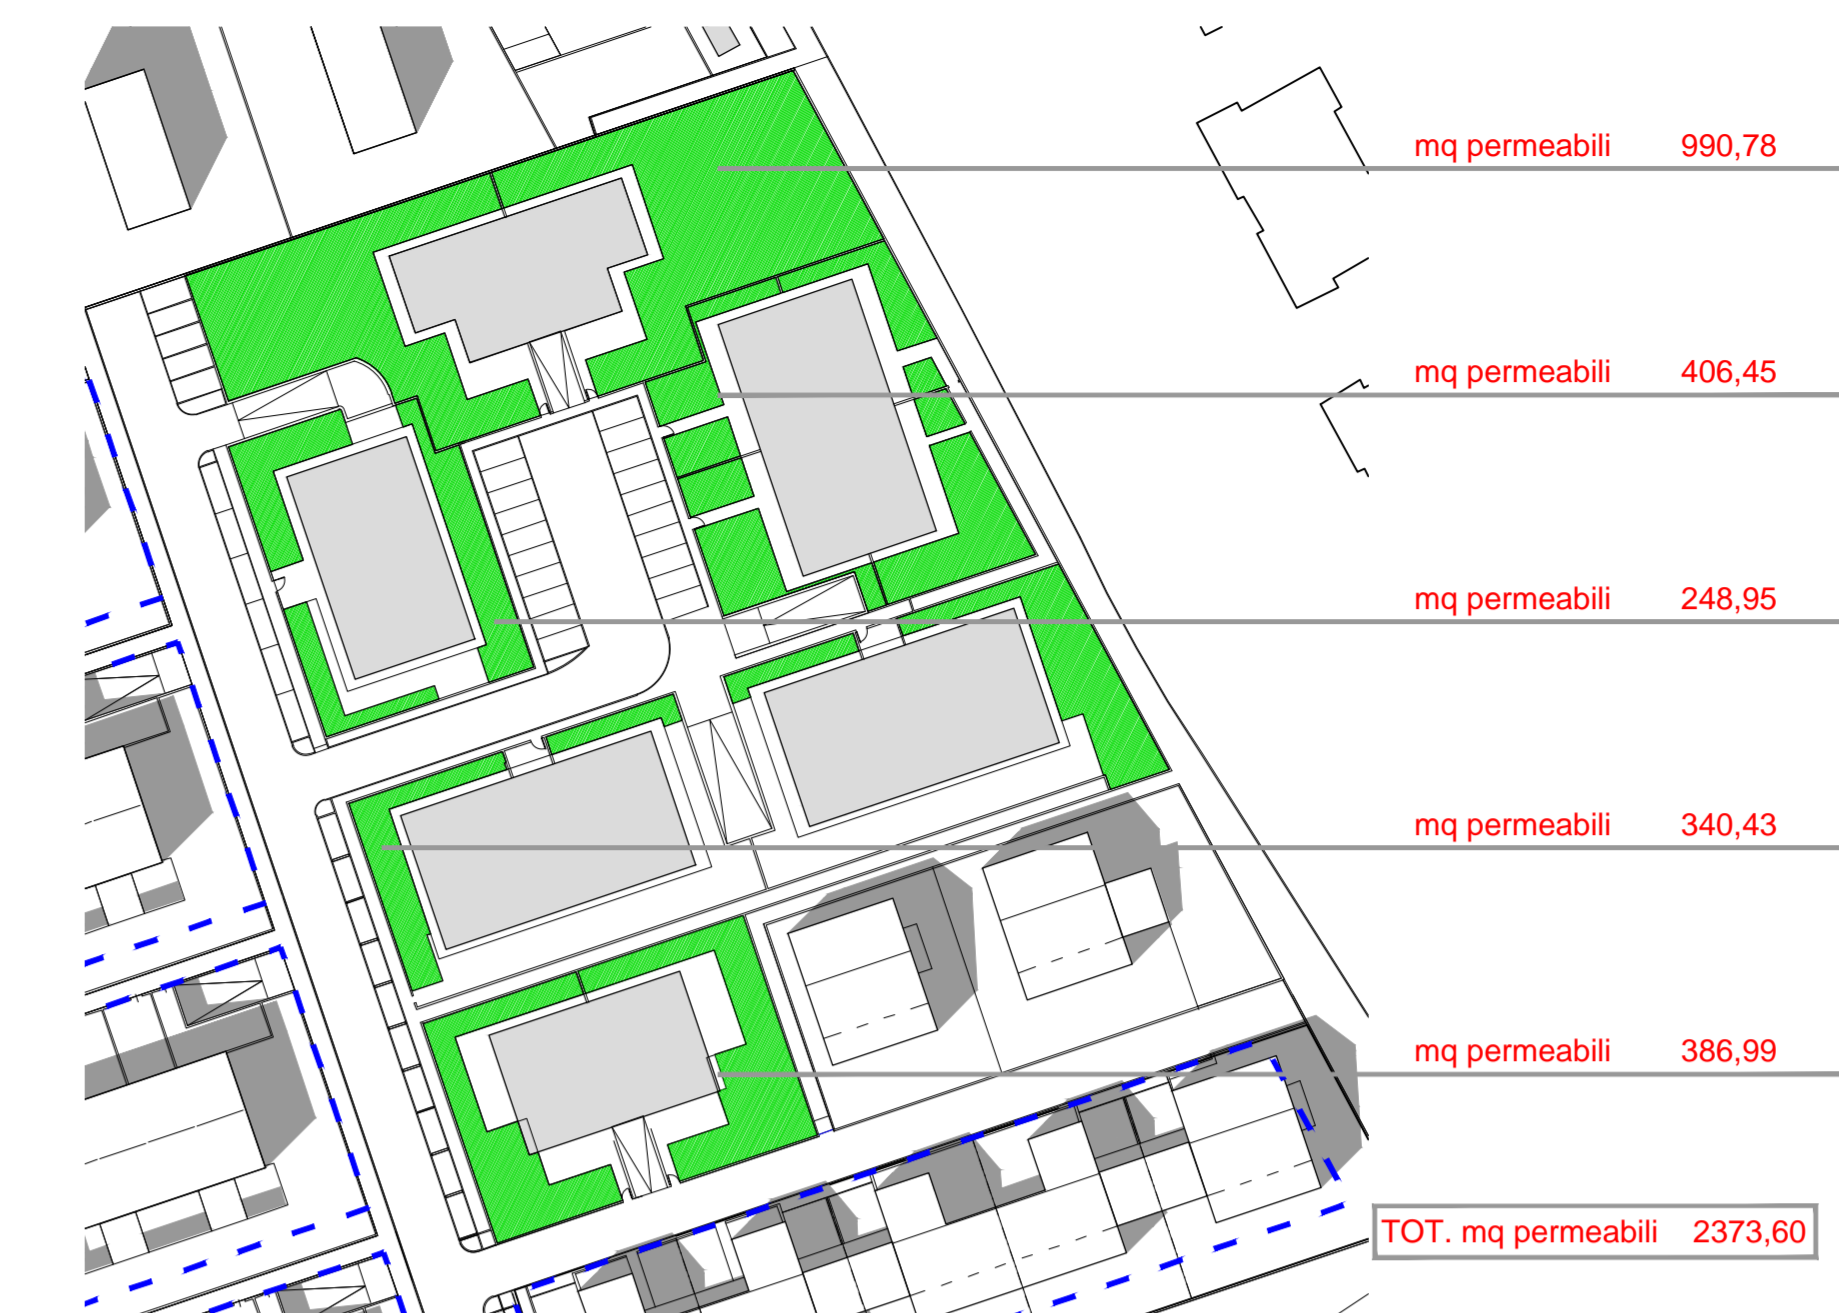 mq permeabili 990,78
mq permeabili 406,45
mq permeabili 248,95
mq permeabili 340,43
mq permeabili 386,99
TOT. mq permeabili 2373,60